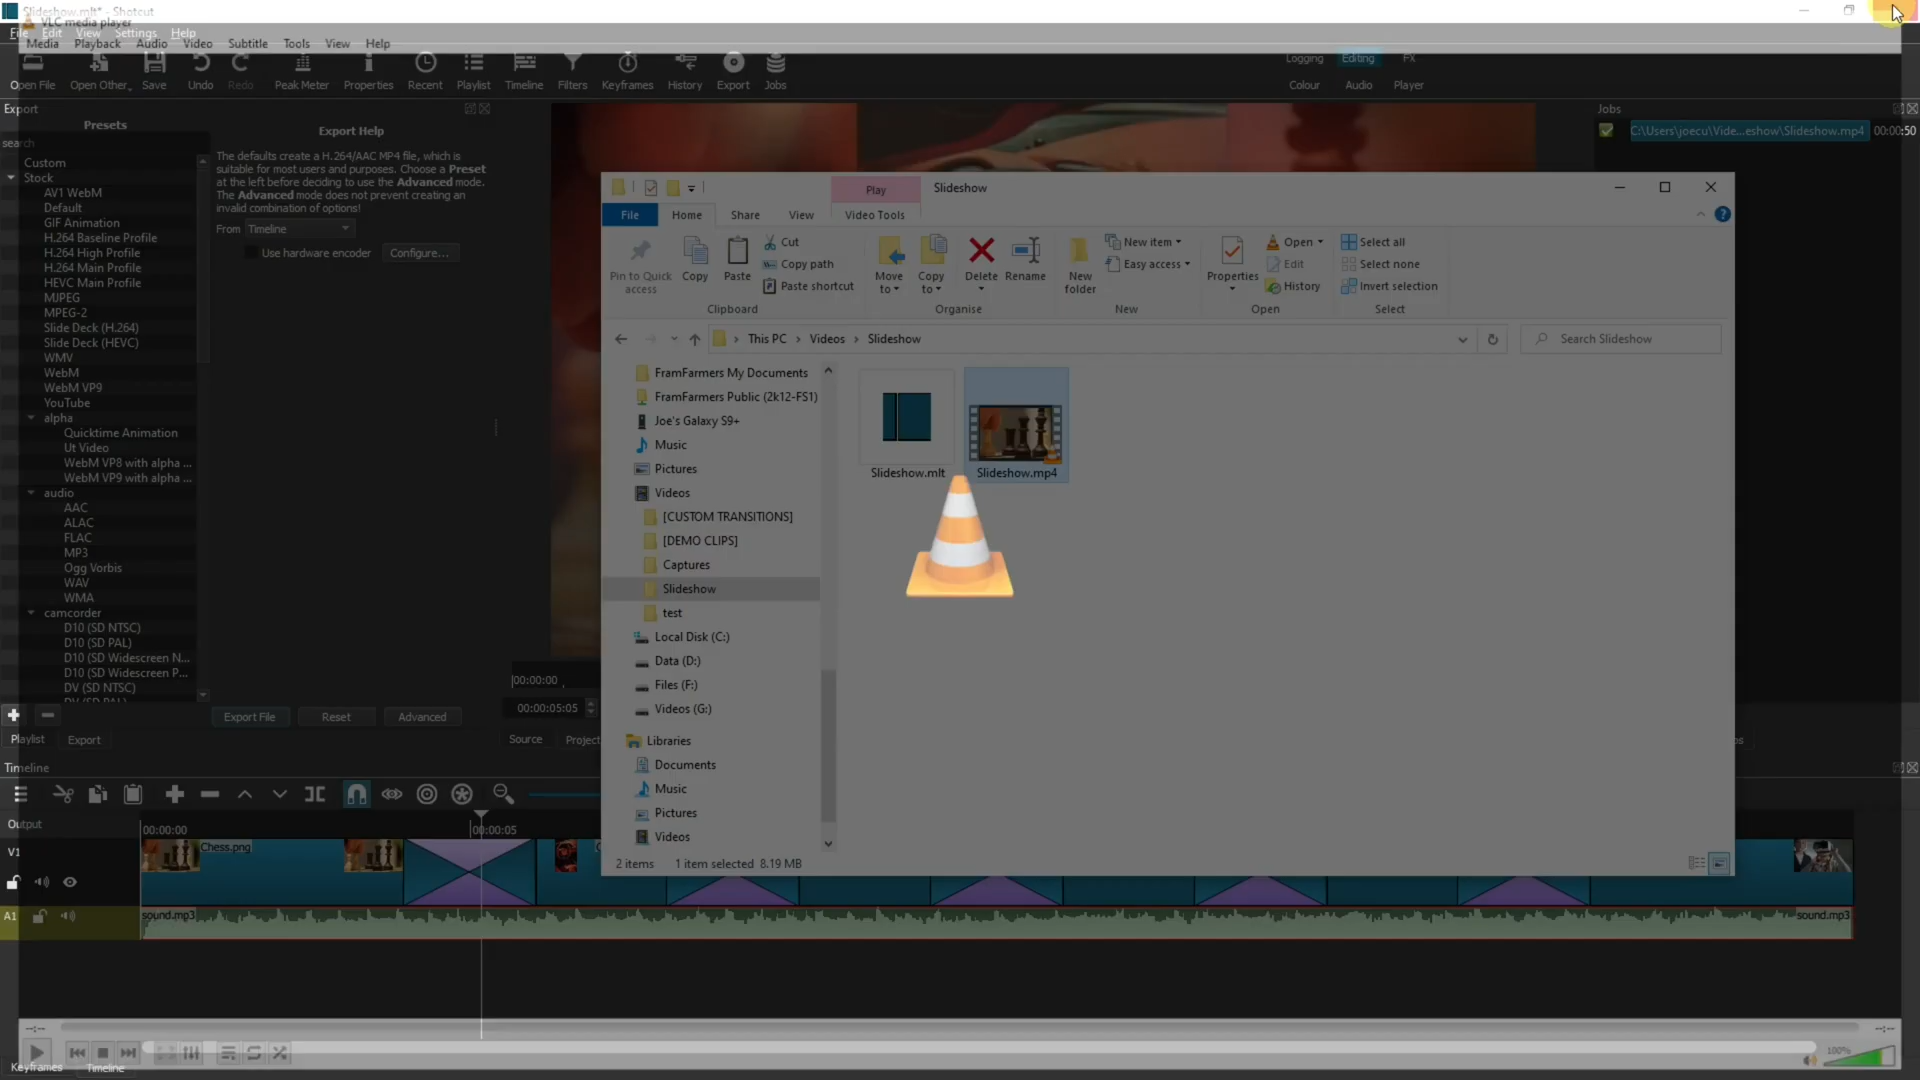 Slideshow.mlt* - Shotcut
VLC media player
File Edit View Settings Help
Media Playback Audio Video Subtitle Tools View Help
Open File Open Other.. Save Undo Redo Peak Meter Properties Recent Playlist Timeline Filters Keyframes History Export Jobs
Logging Editing FX
Colour Audio Player
Export
Presets
search
Custom
Stock
AV1 WebM
Default
GIF Animation
H.264 Baseline Profile
H.264 High Profile
H.264 Main Profile
HEVC Main Profile
MJPEG
MPEG-2
Slide Deck (H.264)
Slide Deck (HEVC)
WMV
WebM
WebM VP9
YouTube
alpha
Quicktime Animation
Ut Video
WebM VP8 with alpha ...
WebM VP9 with alpha ...
audio
AAC
ALAC
FLAC
MP3
Ogg Vorbis
WAV
WMA
camcorder
D10 (SD NTSC)
D10 (SD PAL)
D10 (SD Widescreen N...
D10 (SD Widescreen P...
DV (SD NTSC)
DV (SD PAL)
Export Help
The defaults create a H.264/AAC MP4 file, which is
suitable for most users and purposes. Choose a Preset
at the left before deciding to use the Advanced mode.
The Advanced mode does not prevent creating an
invalid combination of options!
From Timeline
Use hardware encoder Configure...
Export File Reset Advanced
Playlist Export
Jobs
C:\Users\joecu\Vide...eshow\Slideshow.mp4 00:00:50
Play Slideshow
File Home Share View Video Tools
Pin to Quick
access
Copy
Paste
Cut
Copy path
Paste shortcut
Move
to
Copy
to
Delete
Rename
New
folder
New item
Easy access
Properties
Open
Edit
History
Select all
Select none
Invert selection
Clipboard Organise New Open Select
This PC > Videos > Slideshow
Search Slideshow
FramFarmers My Documents
FramFarmers Public (2k12-FS1)
Joe's Galaxy S9+
Music
Pictures
Videos
[CUSTOM TRANSITIONS]
[DEMO CLIPS]
Captures
Slideshow
test
Local Disk (C:)
Data (D:)
Files (F:)
Videos (G:)
Libraries
Documents
Music
Pictures
Videos
Slideshow.mlt
Slideshow.mp4
2 items 1 item selected 8.19 MB
00:00:00
00:00:05:05
Source Project
Timeline
Output
00:00:00 00:00:05
V1
Chess.png
A1
sound.mp3 sound.mp3
--:-- --:--
100%
Keyframes Timeline